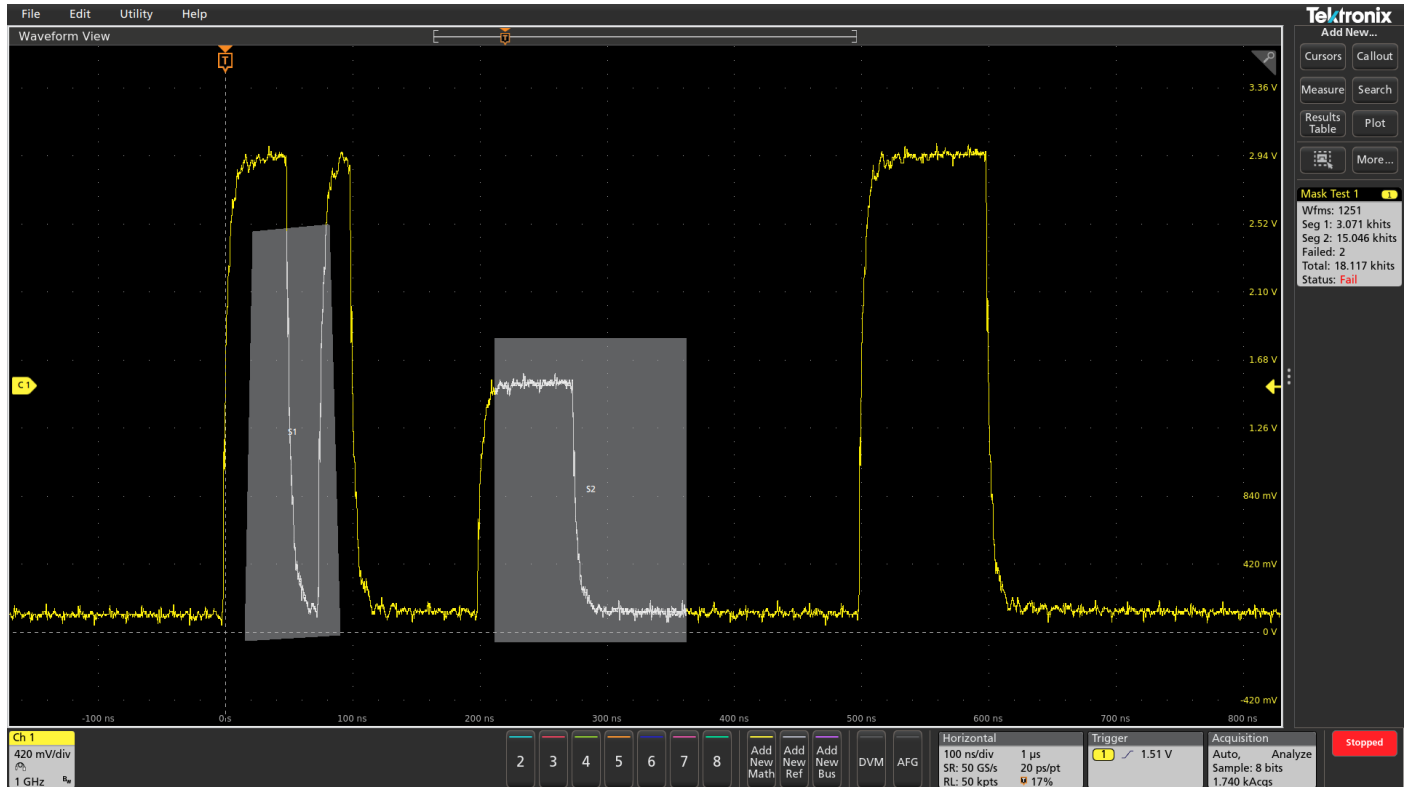 File Edit Utility Help
Tektronix
Waveform View
Add New...
T
T
Cursors Callout
3.36 V
Measure Search
Results Table Plot
2.94 V
More...
Mask Test 1 1
Wfms: 1251
2.52 V
Seg 1: 3.071 khits
Seg 2: 15.046 khits
Failed: 2
Total: 18.117 khits
Status: Fail
2.10 V
1.68 V
C 1
S1
1.26 V
S2
840 mV
420 mV
0 V
-420 mV
-100 ns 0 s 100 ns 200 ns 300 ns 400 ns 500 ns 600 ns 700 ns 800 ns
Ch 1
420 mV/div
1 GHz Bw
2 3 4 5 6 7 8
Add New Math
Add New Ref
Add New Bus
DVM AFG
Horizontal
100 ns/div 1 µs
SR: 50 GS/s 20 ps/pt
RL: 50 kpts 17%
Trigger
1 1.51 V
Acquisition
Auto, Analyze
Sample: 8 bits
1.740 kAcqs
Stopped